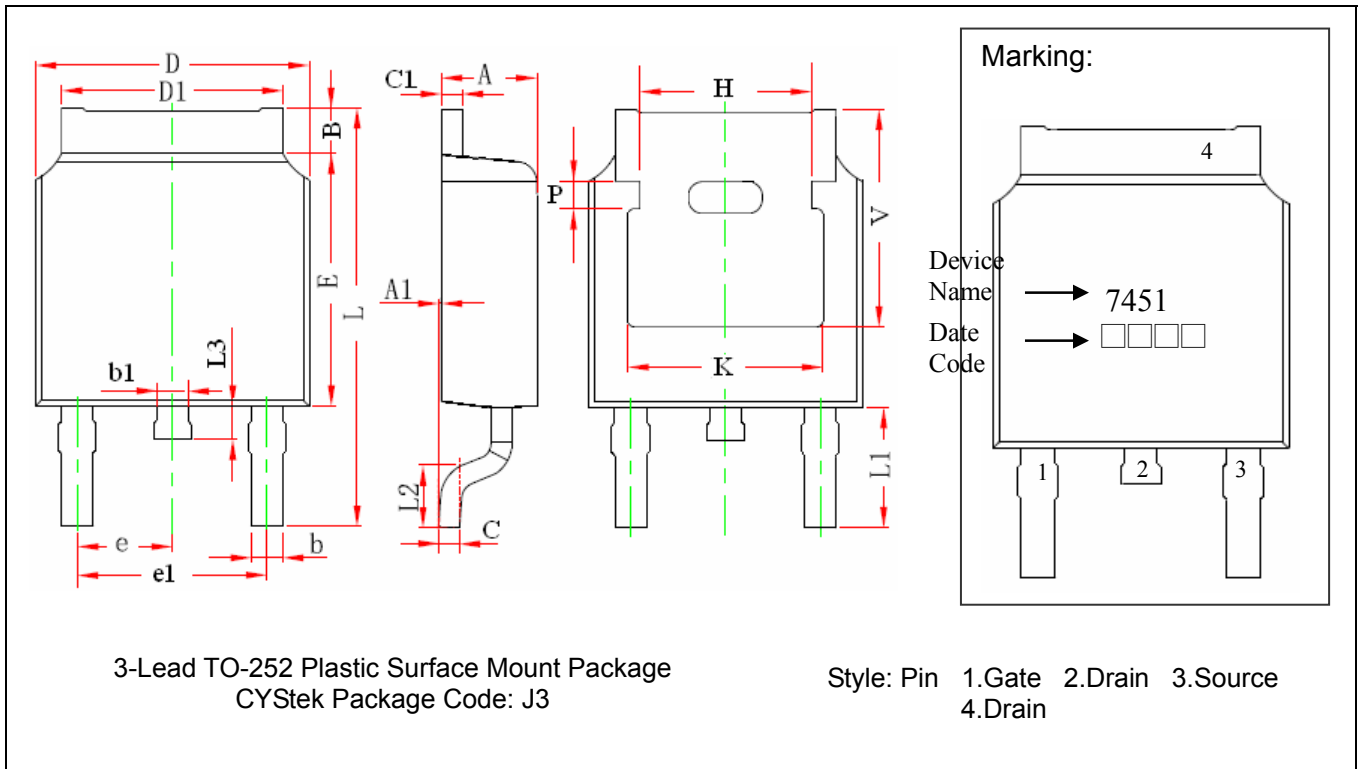 D
D1
B
E
L
L3
b1
e
e1
b
C1
A
A1
L2
C
H
P
V
K
L1
Marking:
4
Device
Name
7451
Date
Code
□□□□
1
2
3
3-Lead TO-252 Plastic Surface Mount Package
CYStek Package Code: J3
Style: Pin 1.Gate 2.Drain 3.Source
4.Drain